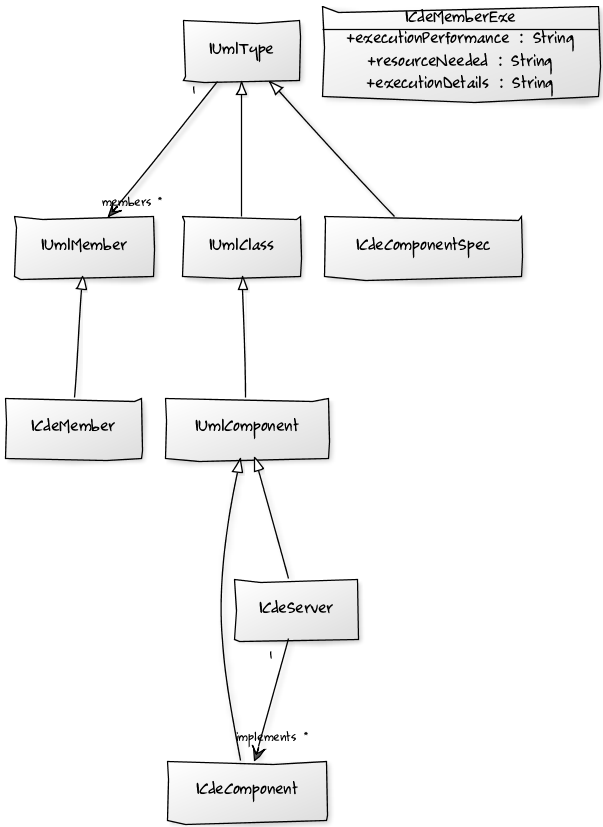 ICdeMemberExe
IUmlType
+executionPerformance : String
+resourceNeeded : String
+executionDetails : String
1
members *
IUmlMember
IUmlClass
ICdeComponentSpec
ICdeMember
IUmlComponent
ICdeServer
1
implements *
ICdeComponent